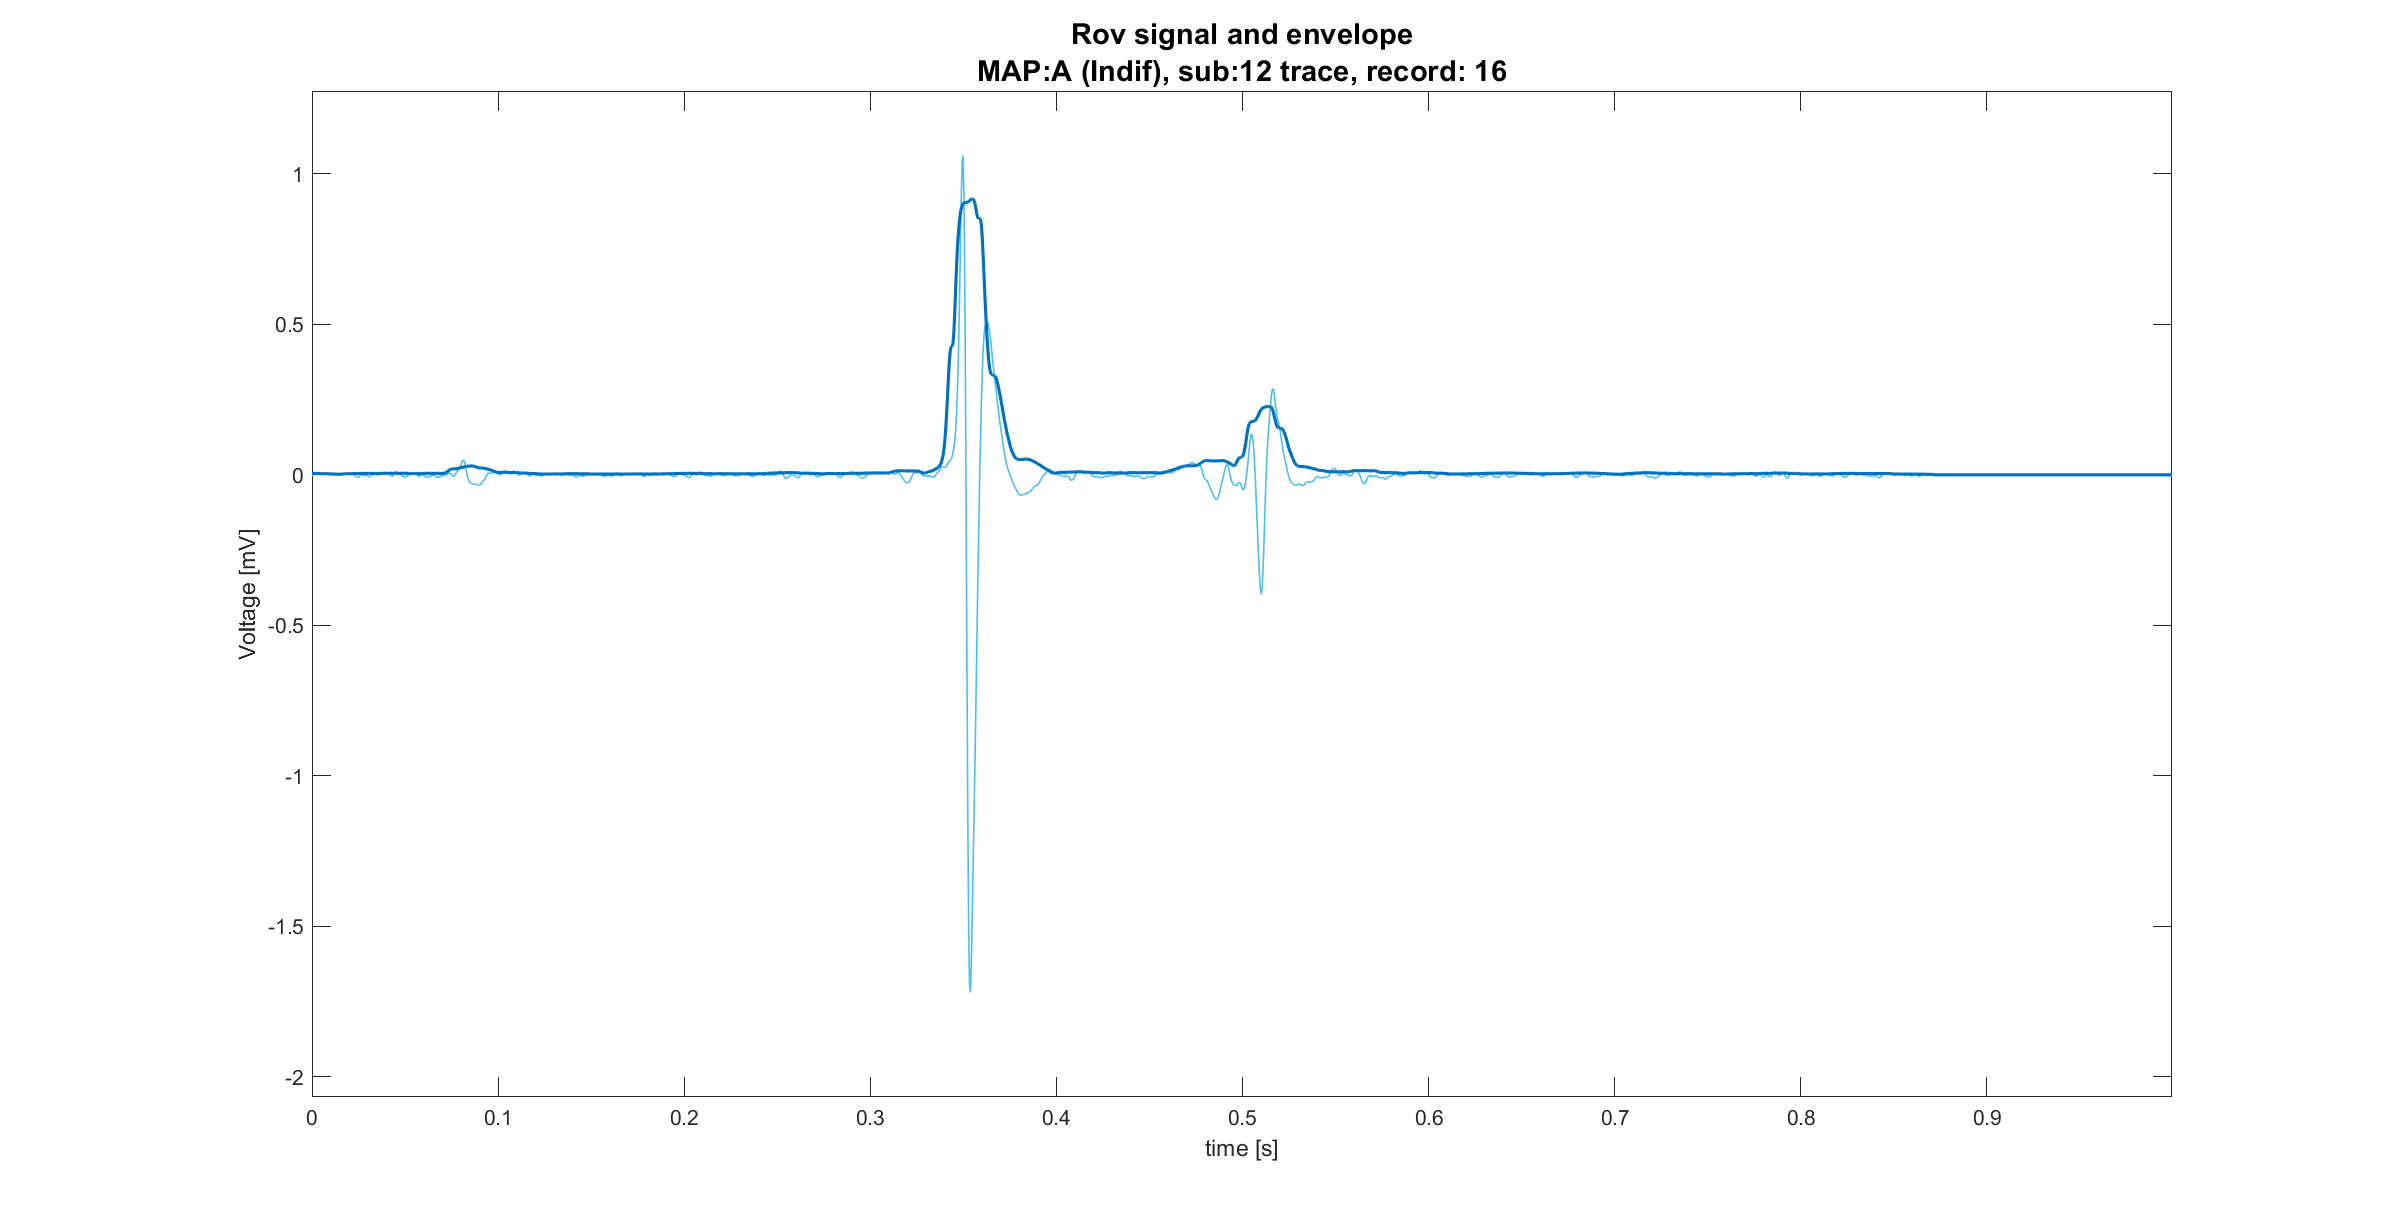 Rov signal and envelope
MAP:A (Indif), sub:12 trace, record: 16
1
0.5
0
-0.5
-1
-1.5
-2
Voltage [mV]
0 0.1 0.2 0.3 0.4 0.5 0.6 0.7 0.8 0.9
time [s]